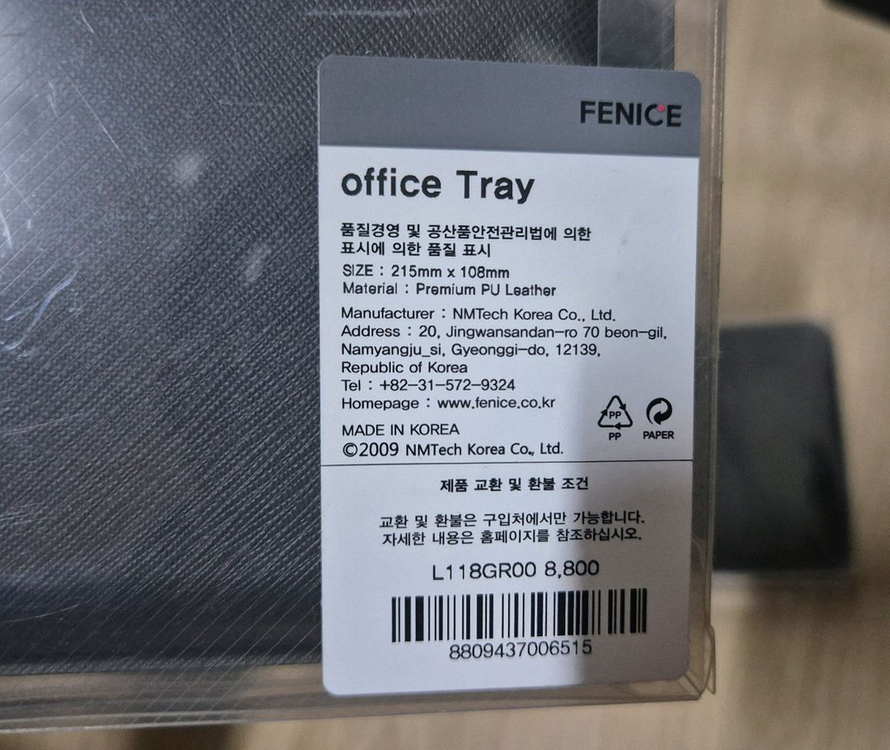 FENICE
office Tray
품질경영 및 공산품안전관리법에 의한
표시에 의한 품질 표시
SIZE : 215mm x 108mm
Material : Premium PU Leather
Manufacturer : NMTech Korea Co., Ltd.
Address : 20, Jingwansandan-ro 70 beon-gil,
Namyangju_si, Gyeonggi-do, 12139,
Republic of Korea
Tel : +82-31-572-9324
Homepage : www.fenice.co.kr
PP
PP PAPER
MADE IN KOREA
©2009 NMTech Korea Co., Ltd.
제품 교환 및 환불 조건
교환 및 환불은 구입처에서만 가능합니다.
자세한 내용은 홈페이지를 참조하십시오.
L118GR00 8,800
8809437006515